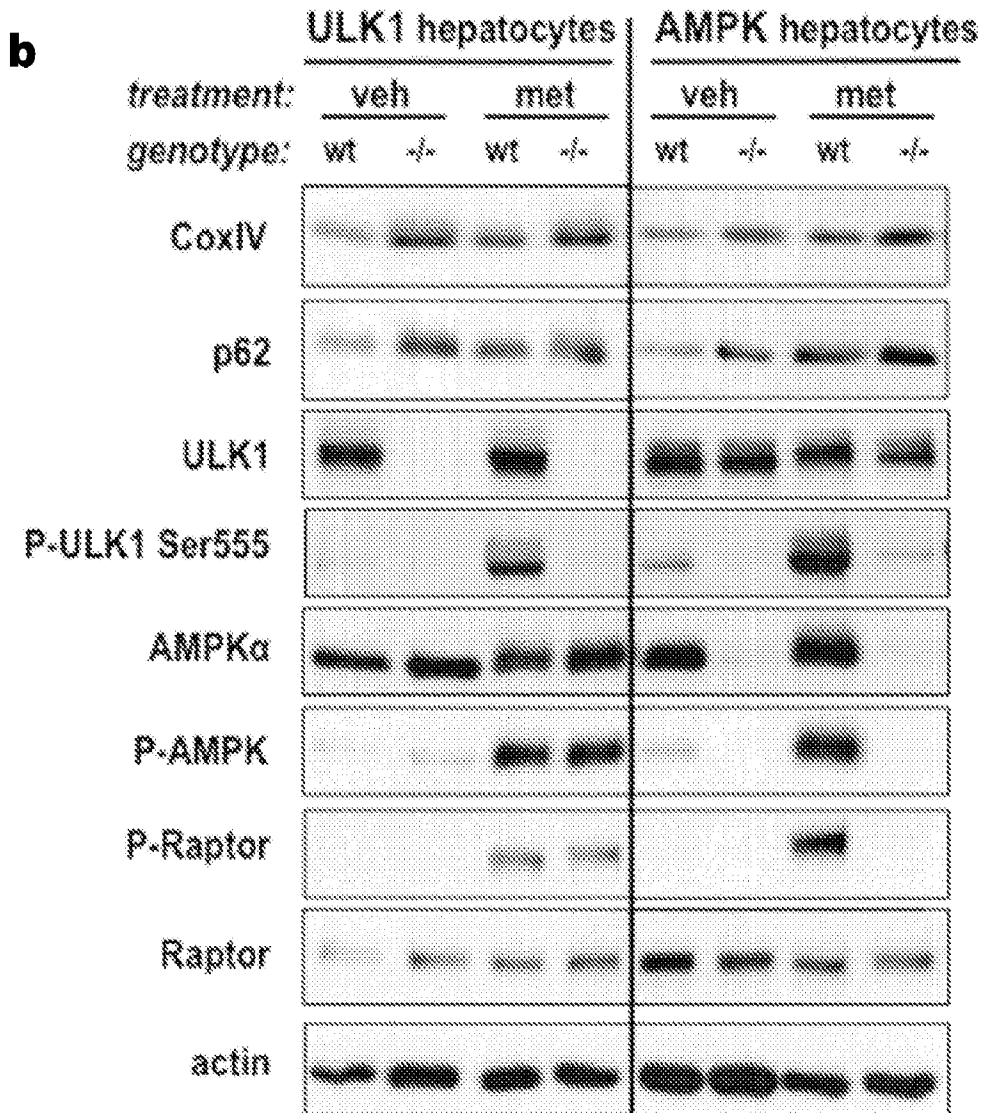 b
ULK1 hepatocytes AMPK hepatocytes
treatment: veh met veh met
genotype: wt -/- wt -/- wt -/- wt -/-
CoxIV
p62
ULK1
P-ULK1 Ser555
AMPKα
P-AMPK
P-Raptor
Raptor
actin